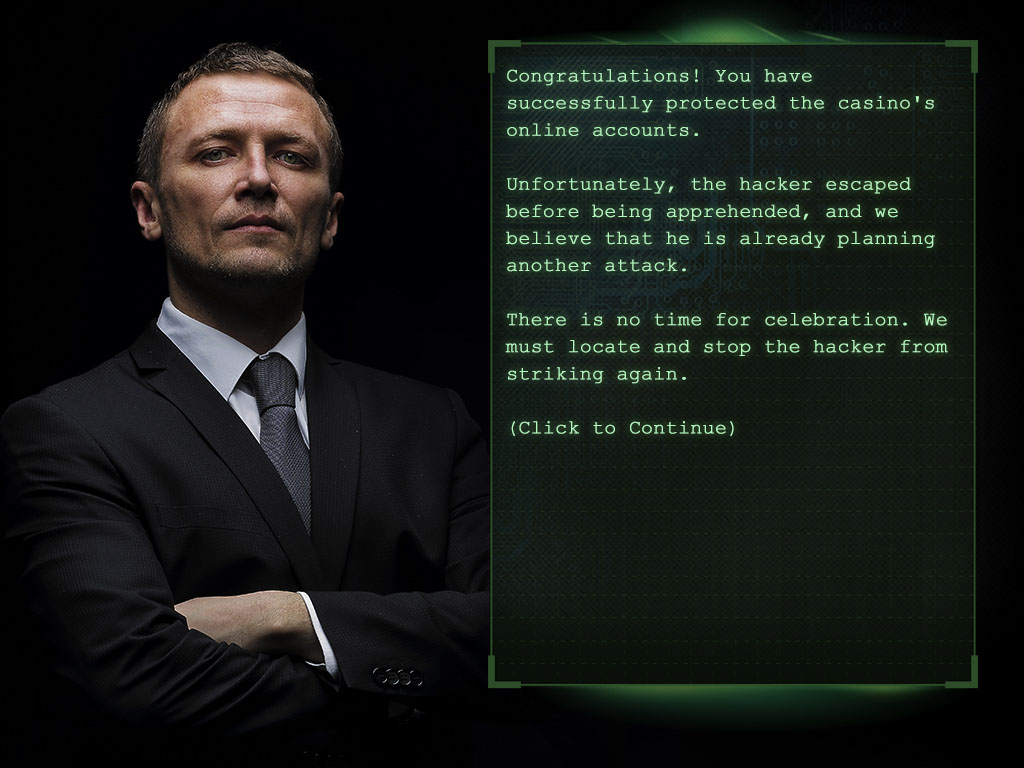 Congratulations! You have
successfully protected the casino's
online accounts.
Unfortunately, the hacker escaped
before being apprehended, and we
believe that he is already planning
another attack.
There is no time for celebration. We
must locate and stop the hacker from
striking again.
(Click to Continue)